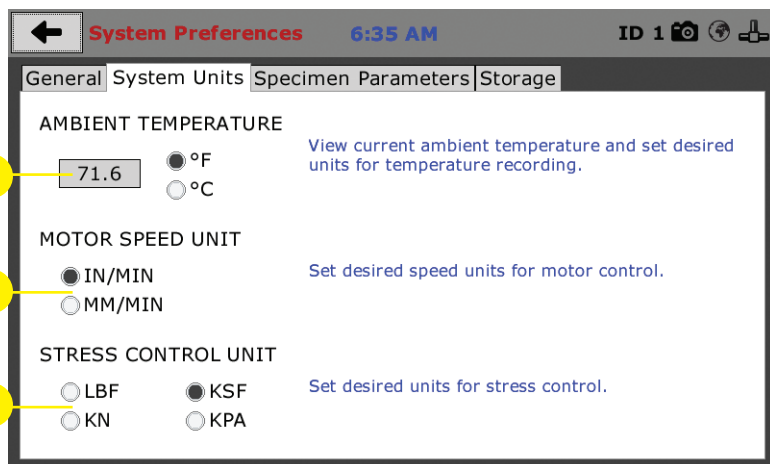 System Preferences 6:35 AM ID 1
General System Units Specimen Parameters Storage
AMBIENT TEMPERATURE
71.6
°F
°C
View current ambient temperature and set desired
units for temperature recording.
MOTOR SPEED UNIT
IN/MIN
MM/MIN
Set desired speed units for motor control.
STRESS CONTROL UNIT
LBF KSF
KN KPA
Set desired units for stress control.